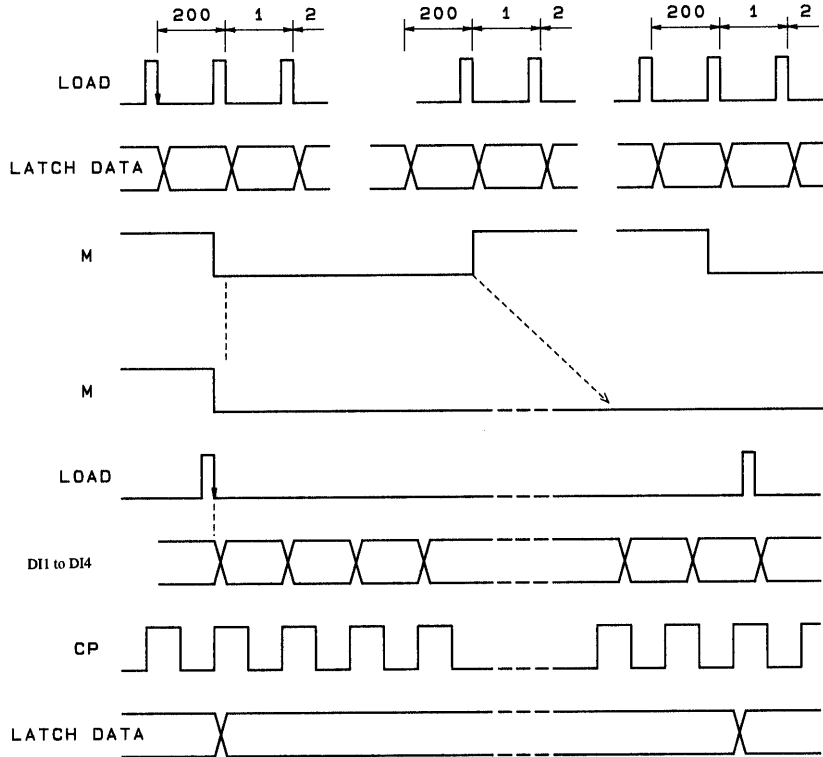 200 1 2 200 1 2 200 1 2
LOAD
LATCH DATA
M
M
LOAD
DI1 to DI4
CP
LATCH DATA